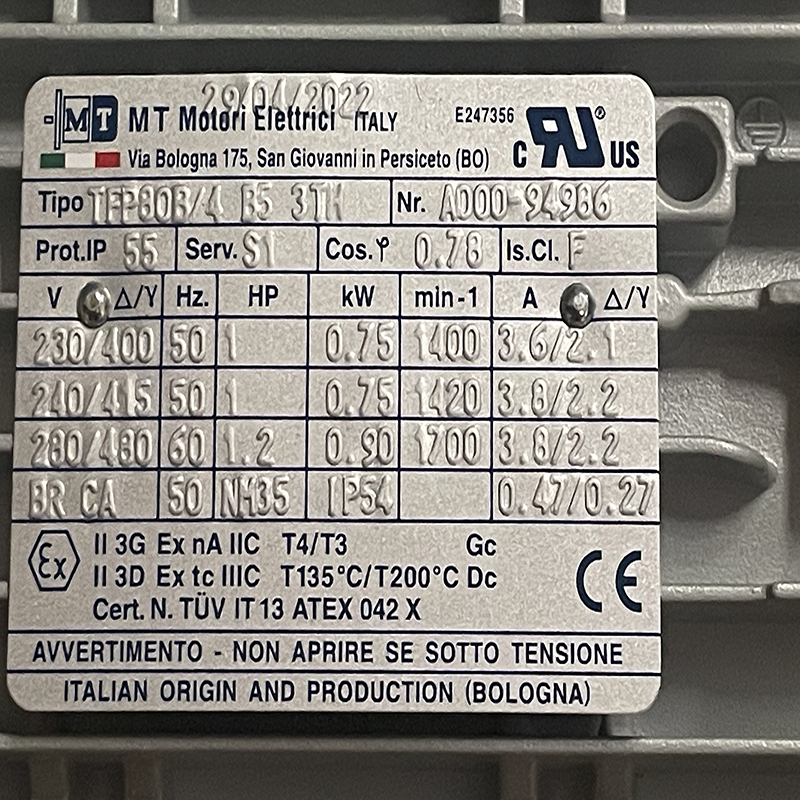 29/04/2022
MT MT Motori Elettrici ITALY E247356 C RU® US
Via Bologna 175, San Giovanni in Persiceto (BO)
Tipo TFP80B/4 B5 3TH Nr. A000-94986
Prot.IP 55 Serv. S1 Cos.φ 0.78 Is.Cl. F
V Δ/Y Hz. HP kW min-1 A Δ/Y
230/400 50 1 0.75 1400 3.6/2.1
240/415 50 1 0.75 1420 3.8/2.2
280/480 60 1.2 0.90 1700 3.8/2.2
BR CA 50 NM35 IP54 0.47/0.27
Ex II 3G Ex nA IIC T4/T3 Gc
II 3D Ex tc IIIC T135°C/T200°C Dc CE
Cert. N. TÜV IT 13 ATEX 042 X
AVVERTIMENTO - NON APRIRE SE SOTTO TENSIONE
ITALIAN ORIGIN AND PRODUCTION (BOLOGNA)